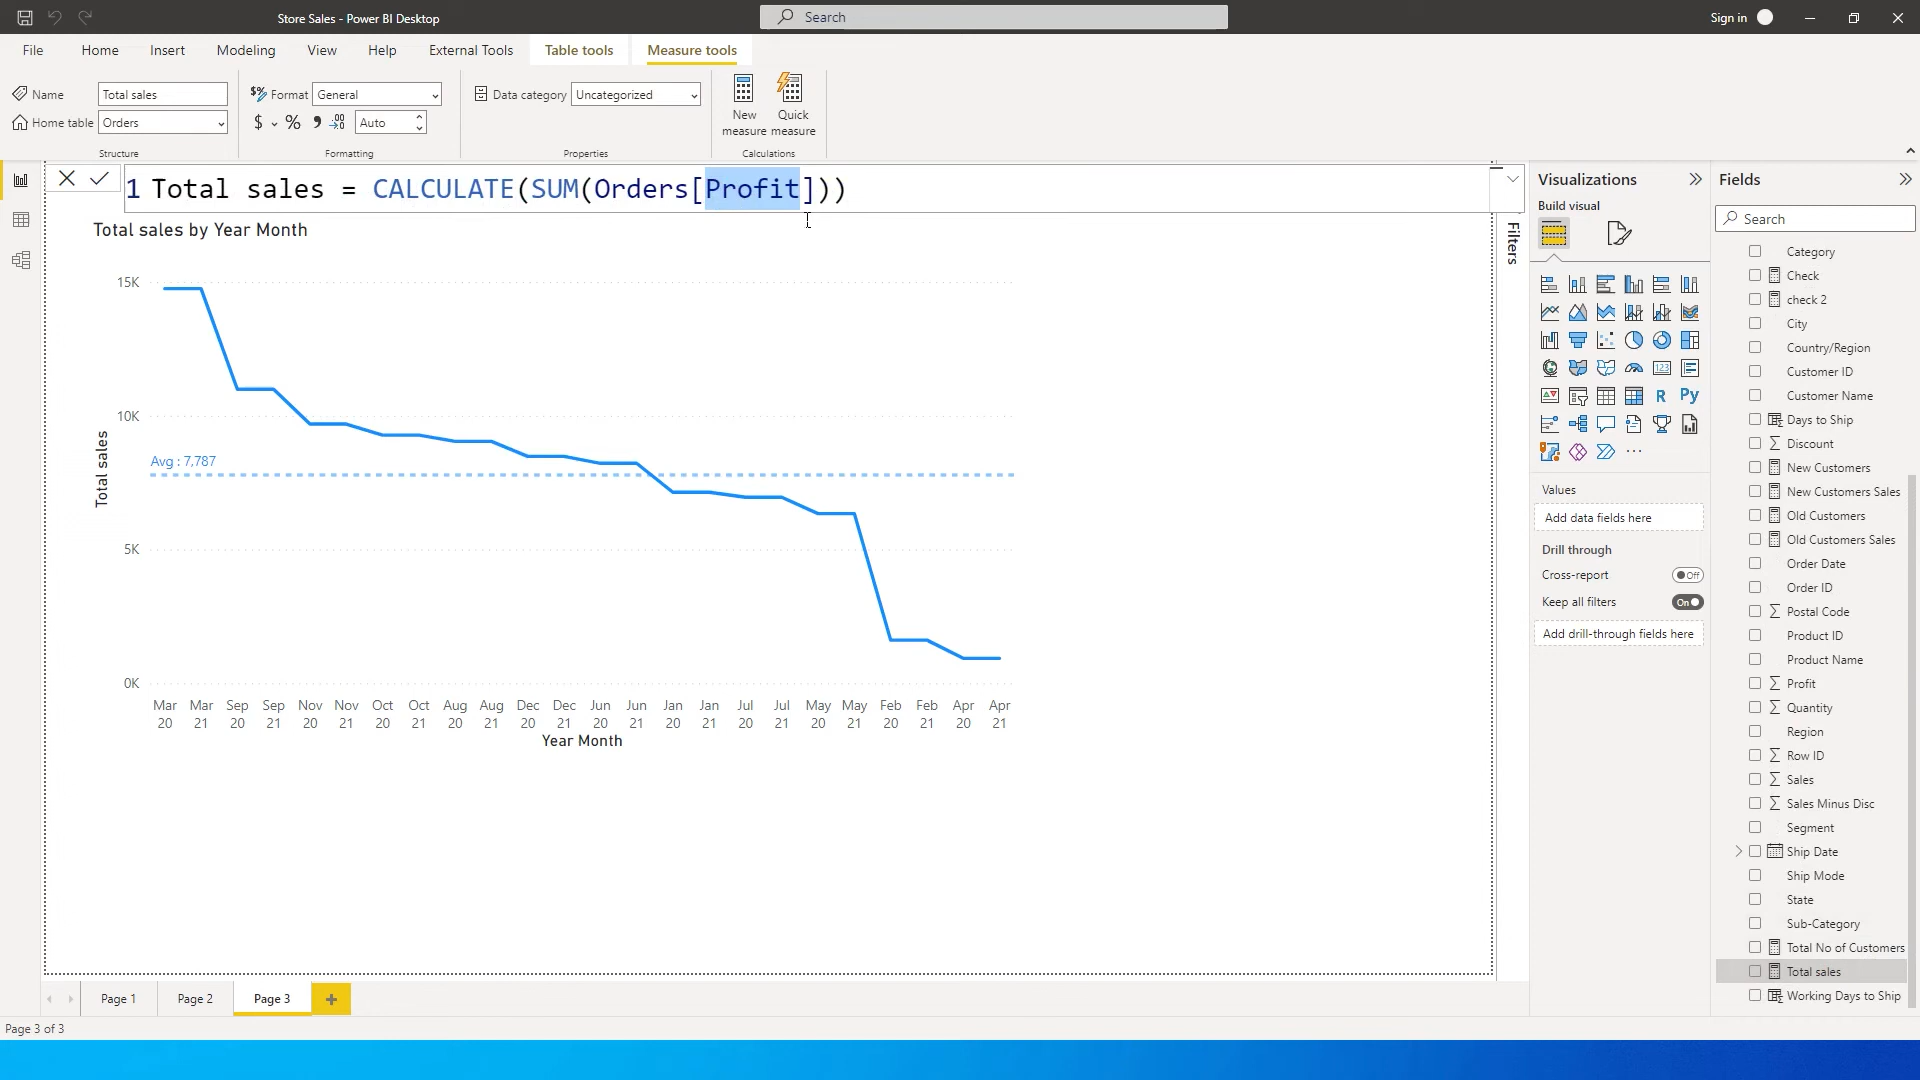 Store Sales - Power BI Desktop
Search
Sign in
File Home Insert Modeling View Help External Tools Table tools Measure tools
Name Total sales
Home table Orders
Structure
$% Format General
$ % 9 .00 Auto
Formatting
Data category Uncategorized
Properties
New measure
Quick measure
Calculations
1 Total sales = CALCULATE(SUM(Orders[Profit]))
Total sales by Year Month
15K
10K
5K
0K
Total sales
Avg : 7,787
Mar 20
Mar 21
Sep 20
Sep 21
Nov 20
Nov 21
Oct 20
Oct 21
Aug 20
Aug 21
Dec 20
Dec 21
Jun 20
Jun 21
Jan 20
Jan 21
Jul 20
Jul 21
May 20
May 21
Feb 20
Feb 21
Apr 20
Apr 21
Year Month
Filters
Visualizations
Build visual
123
R Py
Values
Add data fields here
Drill through
Cross-report Off
Keep all filters On
Add drill-through fields here
Fields
Search
Category
Check
check 2
City
Country/Region
Customer ID
Customer Name
Days to Ship
Discount
New Customers
New Customers Sales
Old Customers
Old Customers Sales
Order Date
Order ID
Postal Code
Product ID
Product Name
Profit
Quantity
Region
Row ID
Sales
Sales Minus Disc
Segment
Ship Date
Ship Mode
State
Sub-Category
Total No of Customers
Total sales
Working Days to Ship
Page 1 Page 2 Page 3 +
Page 3 of 3